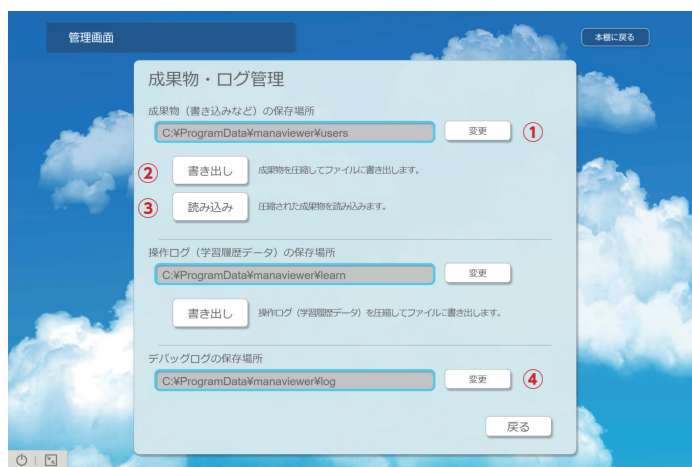 管理画面
本棚に戻る
成果物・ログ管理
成果物（書き込みなど）の保存場所
C:¥ProgramData¥manaviewer¥users 変更 ①
② 書き出し 成果物を圧縮してファイルに書き出します。
③ 読み込み 圧縮された成果物を読み込みます。
操作ログ（学習履歴データ）の保存場所
C:¥ProgramData¥manaviewer¥learn 変更
書き出し 操作ログ（学習履歴データ）を圧縮してファイルに書き出します。
デバッグログの保存場所
C:¥ProgramData¥manaviewer¥log 変更 ④
戻る